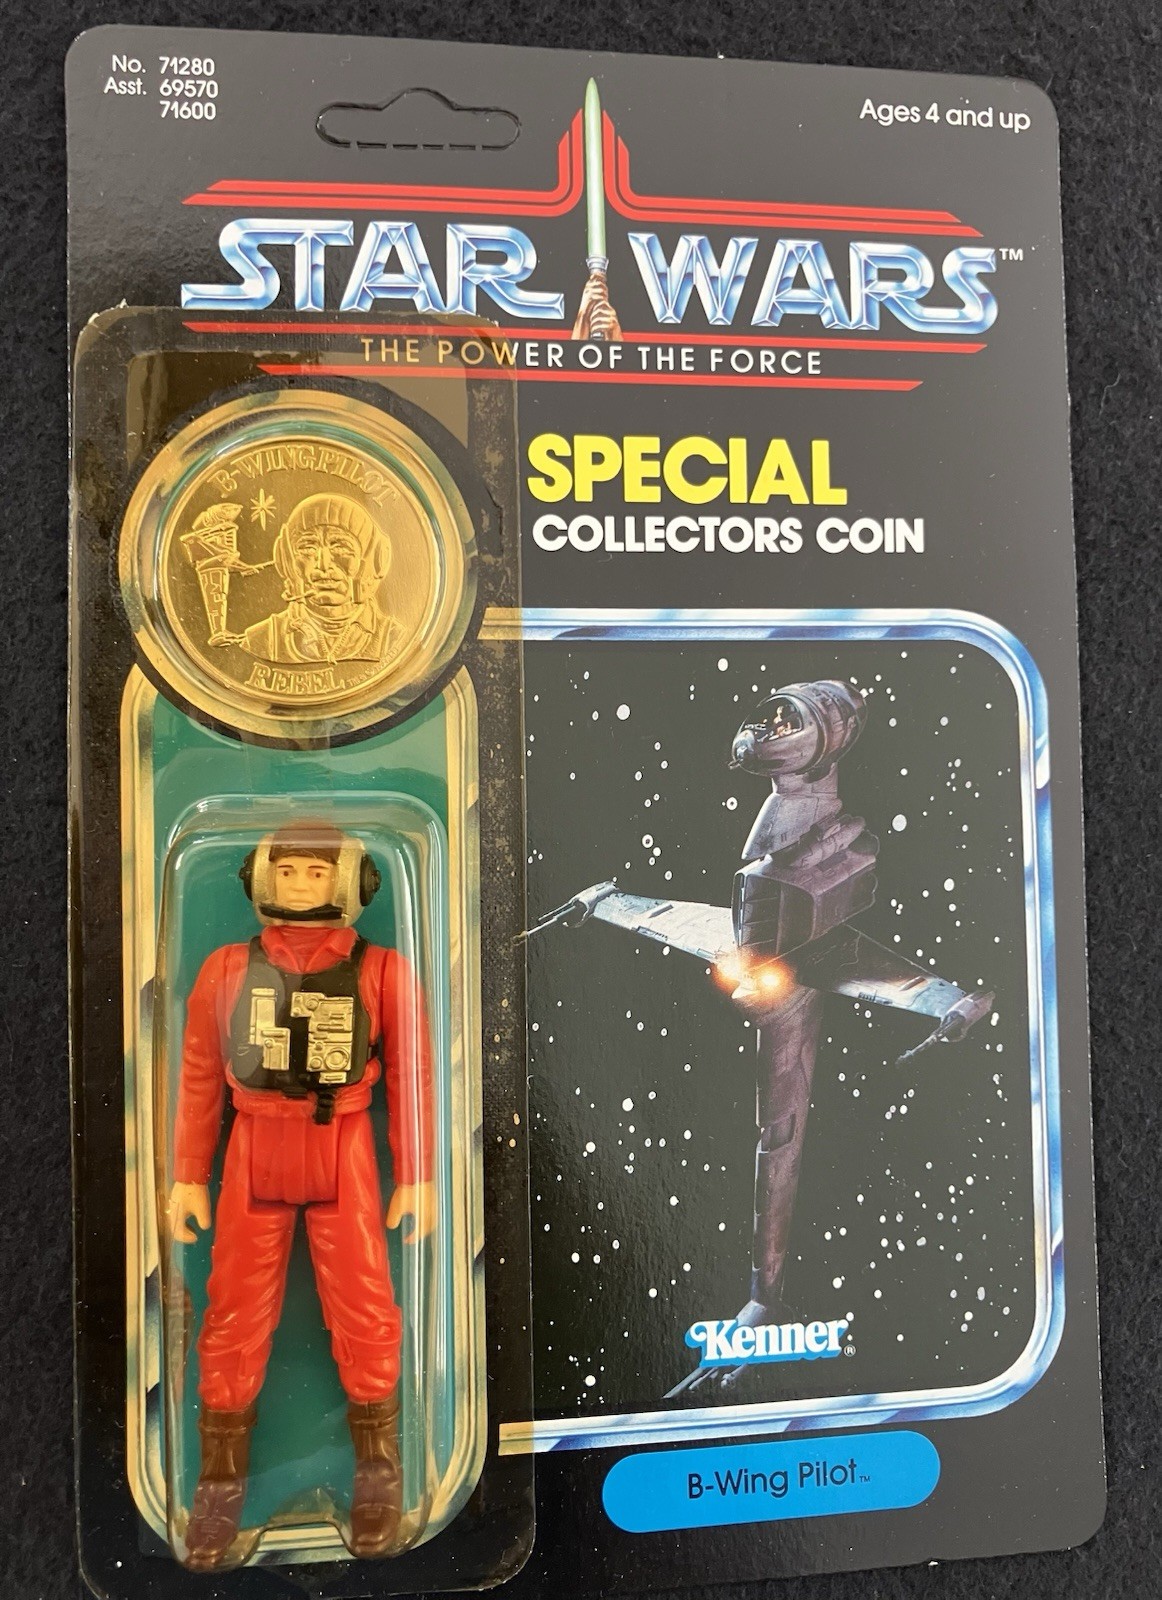 No. 71280
Asst. 69570
71600
Ages 4 and up
STAR WARS™
THE POWER OF THE FORCE
SPECIAL
COLLECTORS COIN
B-WING PILOT
REBEL
Kenner®
B-Wing Pilot™